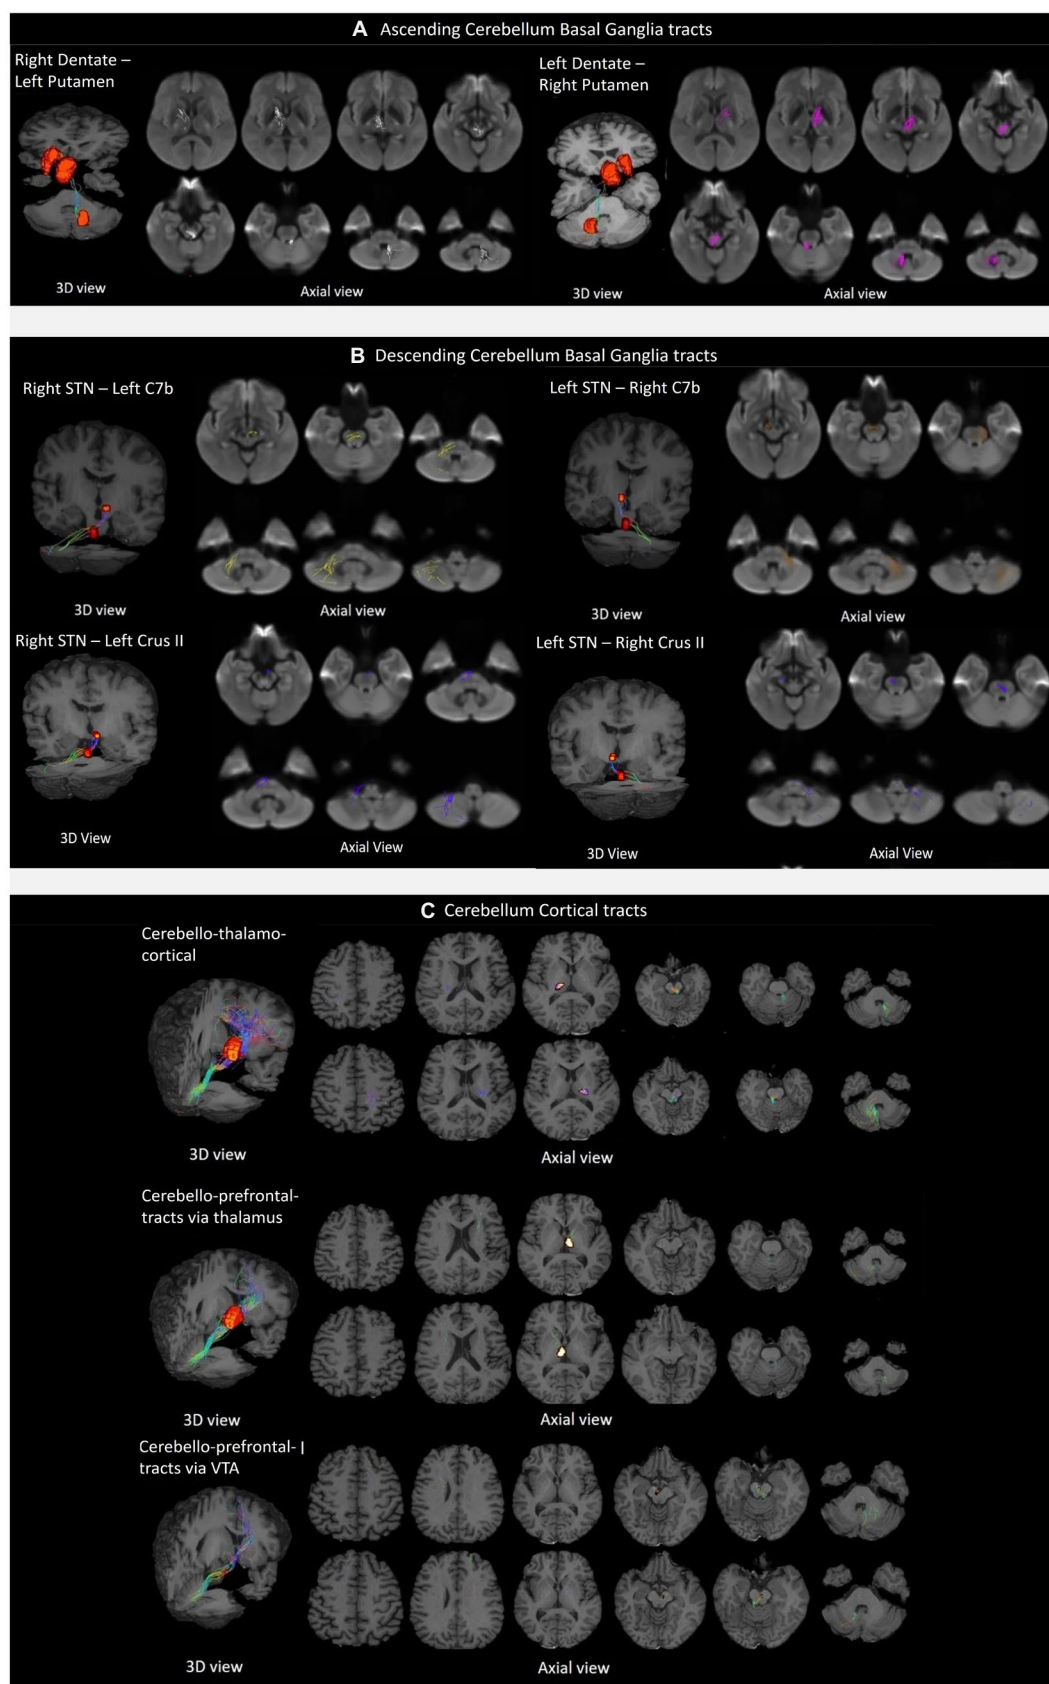 A Ascending Cerebellum Basal Ganglia tracts
Right Dentate –
Left Putamen
Left Dentate –
Right Putamen
3D view
Axial view
3D view
Axial view
B Descending Cerebellum Basal Ganglia tracts
Right STN – Left C7b
Left STN – Right C7b
3D view
Axial view
3D view
Axial view
Right STN – Left Crus II
Left STN – Right Crus II
3D View
Axial View
3D View
Axial View
C Cerebellum Cortical tracts
Cerebello-thalamo-
cortical
3D view
Axial view
Cerebello-prefrontal-
tracts via thalamus
3D view
Axial view
Cerebello-prefrontal-
tracts via VTA
3D view
Axial view